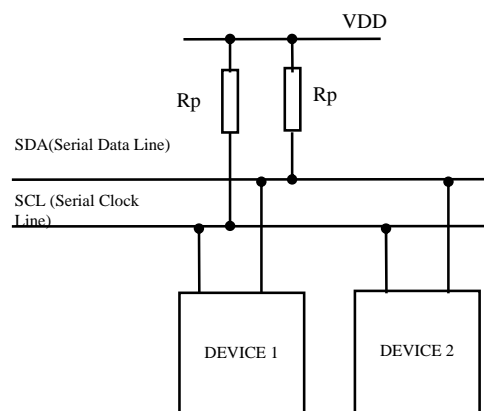 VDD
Rp
Rp
SDA(Serial Data Line)
SCL (Serial Clock
Line)
DEVICE 1
DEVICE 2